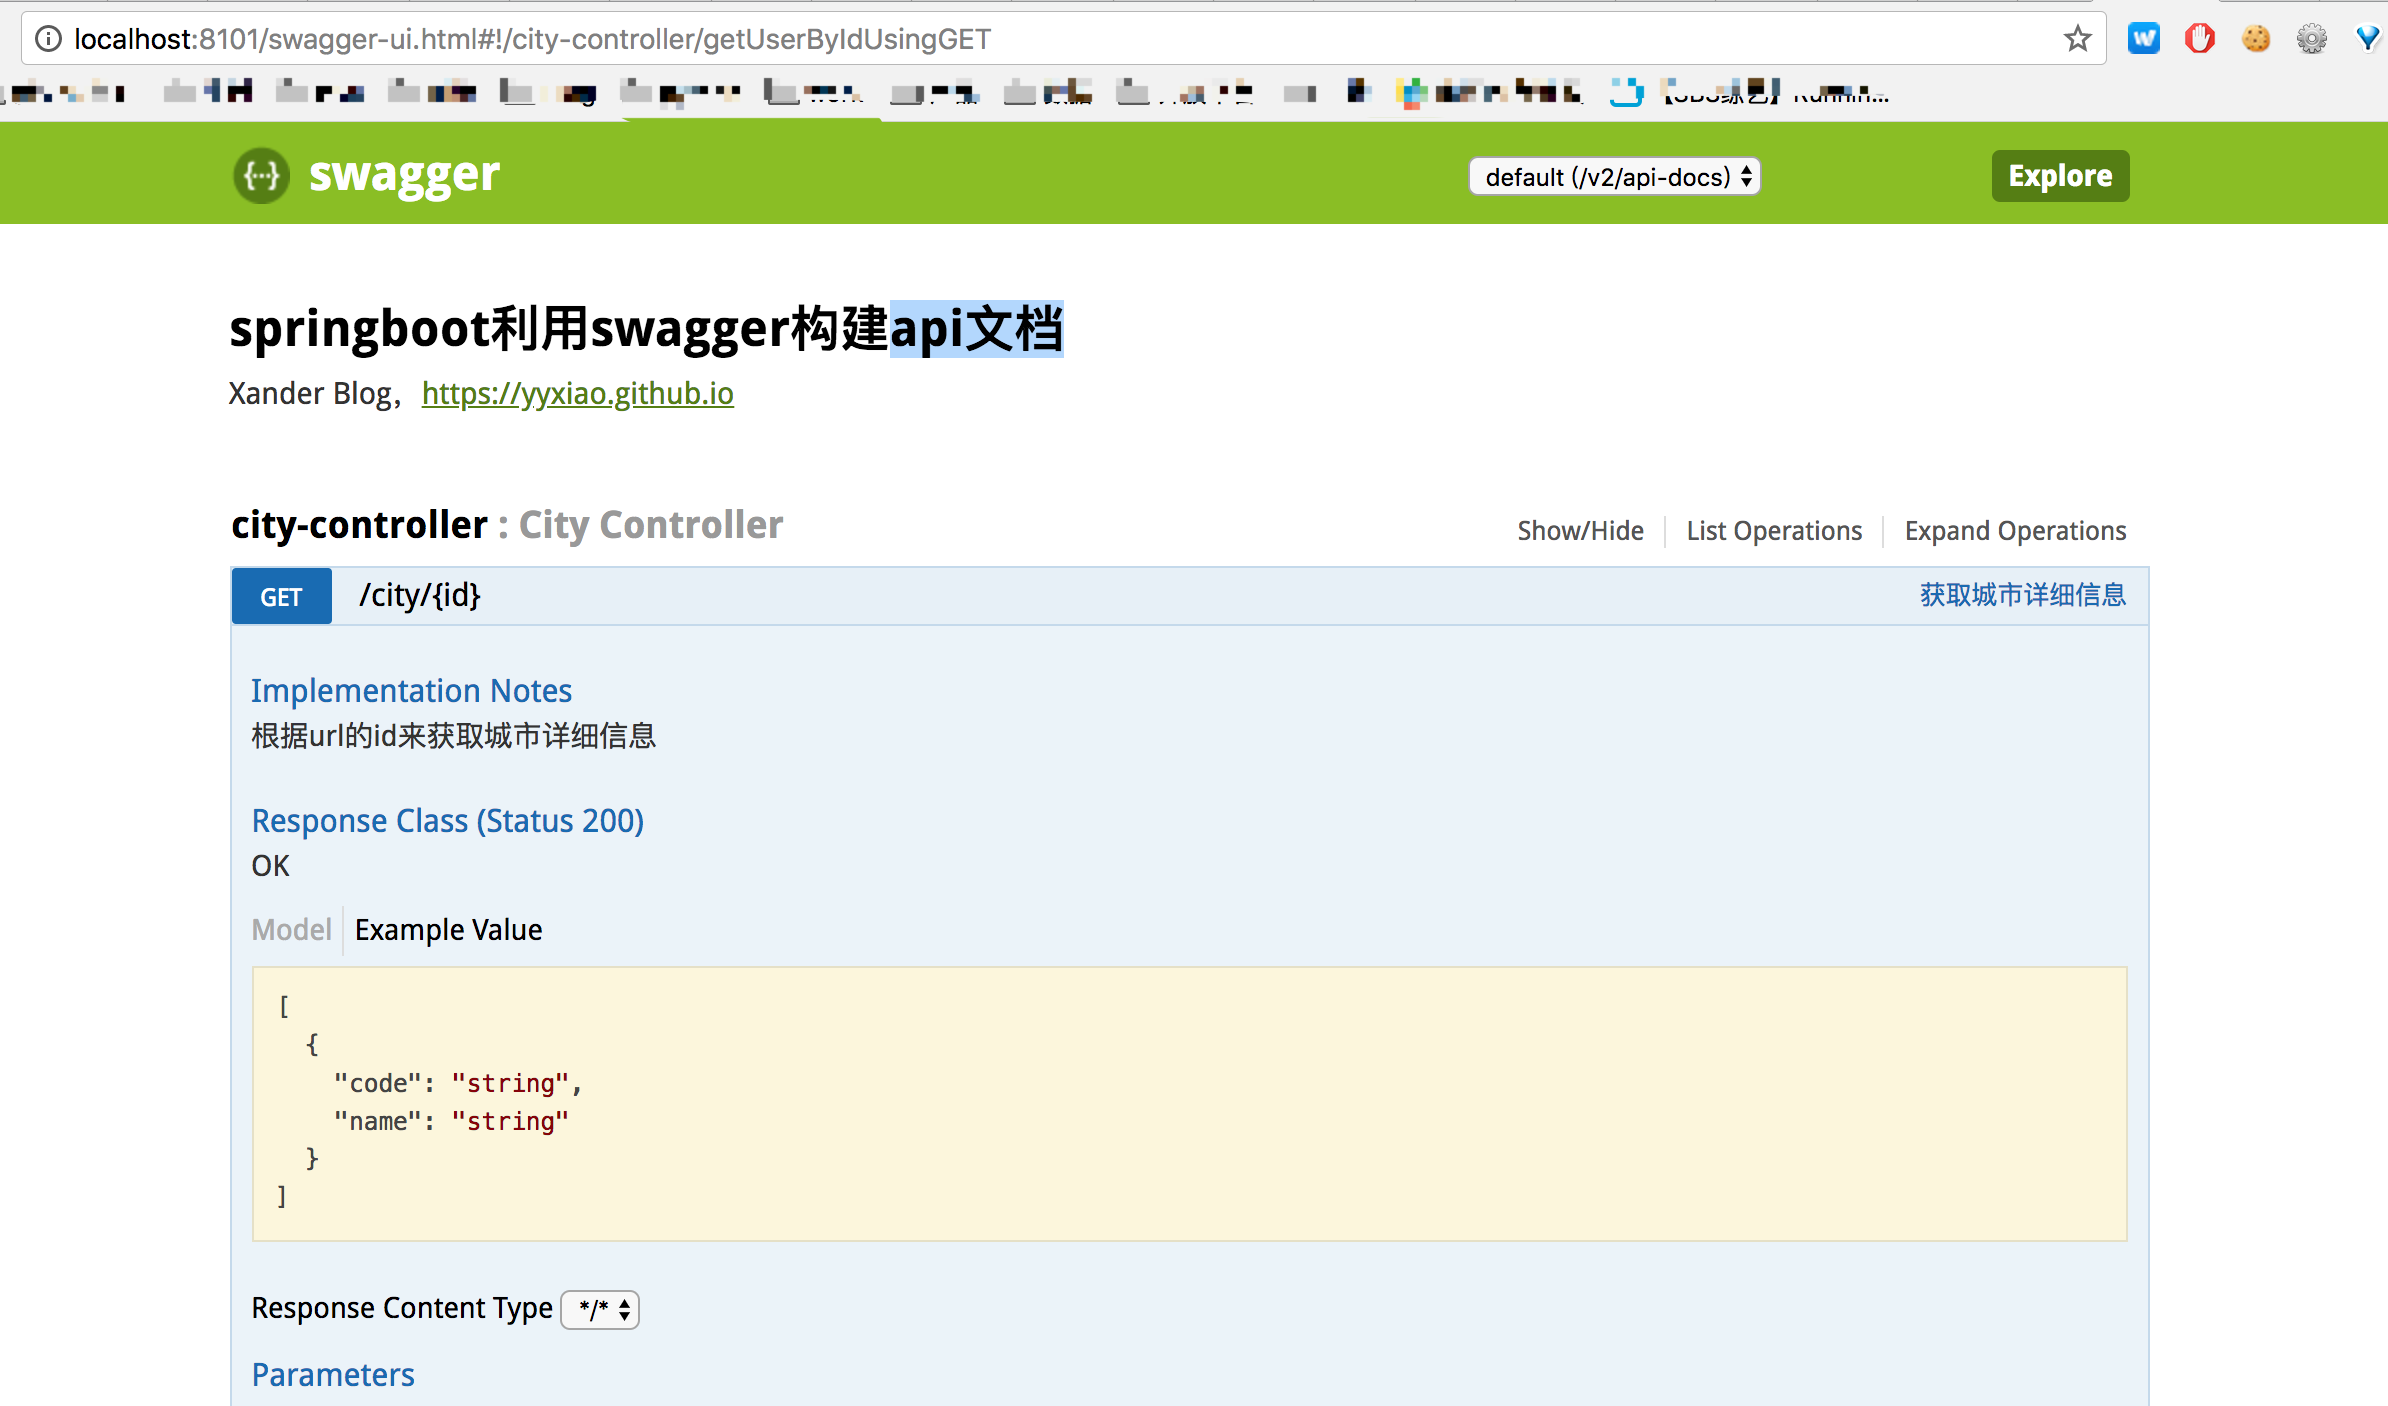 localhost:8101/swagger-ui.html#!/city-controller/getUserByIdUsingGET
swagger
default (/v2/api-docs)
Explore
springboot利用swagger构建api文档
Xander Blog，https://yyxiao.github.io
city-controller : City Controller
Show/Hide
List Operations
Expand Operations
GET
/city/{id}
获取城市详细信息
Implementation Notes
根据url的id来获取城市详细信息
Response Class (Status 200)
OK
Model
Example Value
[
{
"code": "string",
"name": "string"
}
]
Response Content Type */*
Parameters